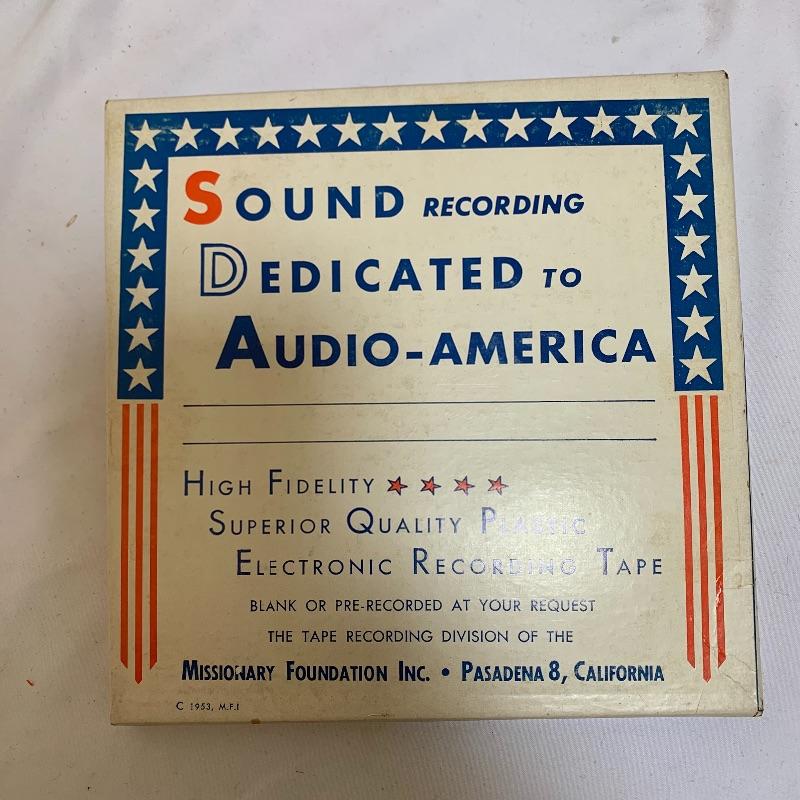 SOUND RECORDING
DEDICATED TO
AUDIO-AMERICA
HIGH FIDELITY
SUPERIOR QUALITY PLASTIC
ELECTRONIC RECORDING TAPE
BLANK OR PRE-RECORDED AT YOUR REQUEST
THE TAPE RECORDING DIVISION OF THE
MISSIONARY FOUNDATION INC. • PASADENA 8, CALIFORNIA
C 1953, M.F.I